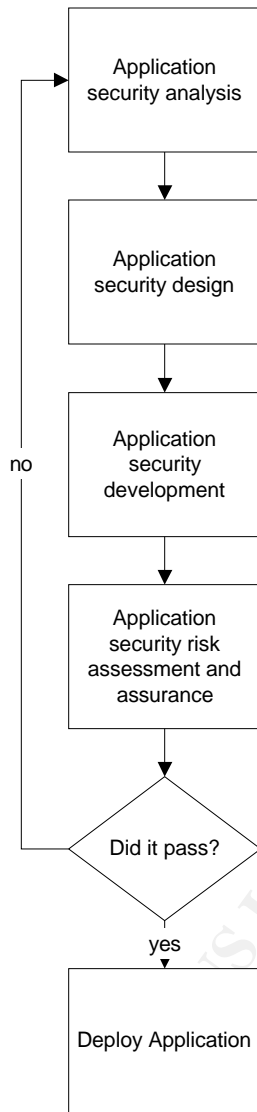 Application
security analysis
Application
security design
Application
security
development
no
Application
security risk
assessment and
assurance
Did it pass?
yes
Deploy Application